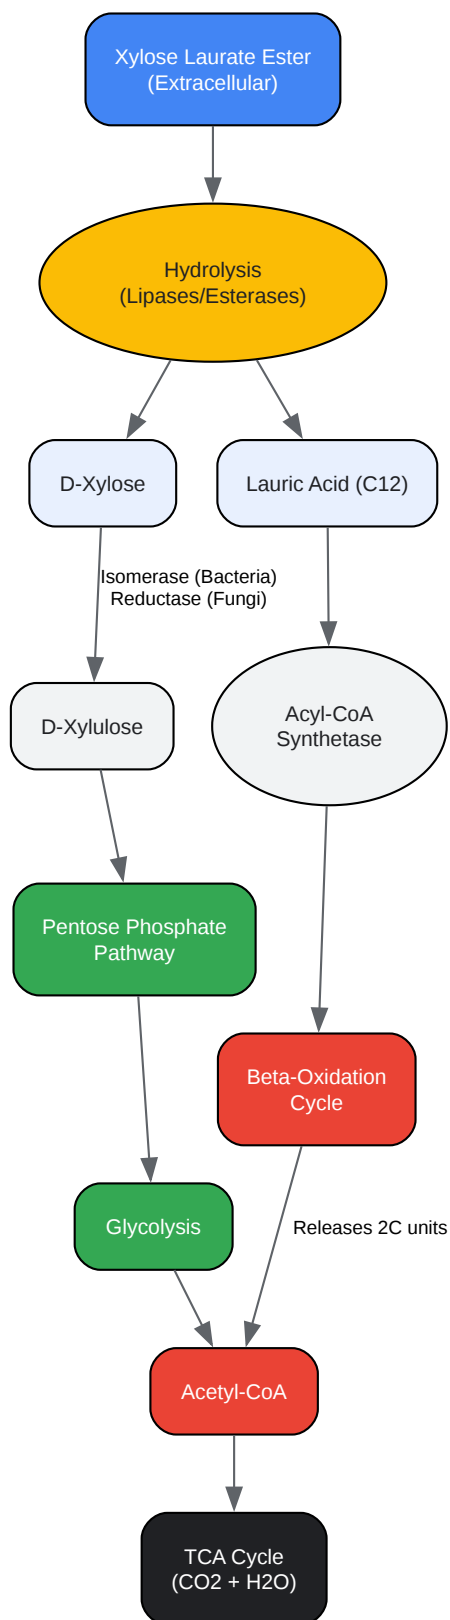 Xylose Laurate Ester
(Extracellular)
Hydrolysis
(Lipases/Esterases)
D-Xylose
Lauric Acid (C12)
Isomerase (Bacteria)
Reductase (Fungi)
D-Xylulose
Acyl-CoA
Synthetase
Pentose Phosphate
Pathway
Beta-Oxidation
Cycle
Glycolysis
Releases 2C units
Acetyl-CoA
TCA Cycle
(CO2 + H2O)